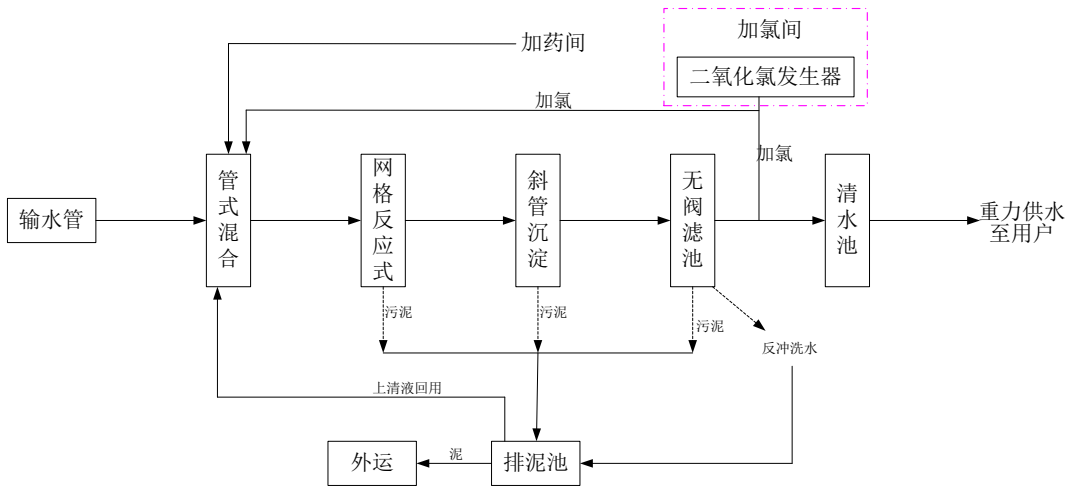 加药间
加氯间
二氧化氯发生器
加氯
加氯
输水管
管式混合
网格反应式
斜管沉淀
无阀滤池
清水池
重力供水
至用户
污泥
污泥
污泥
反冲洗水
上清液回用
外运
泥
排泥池